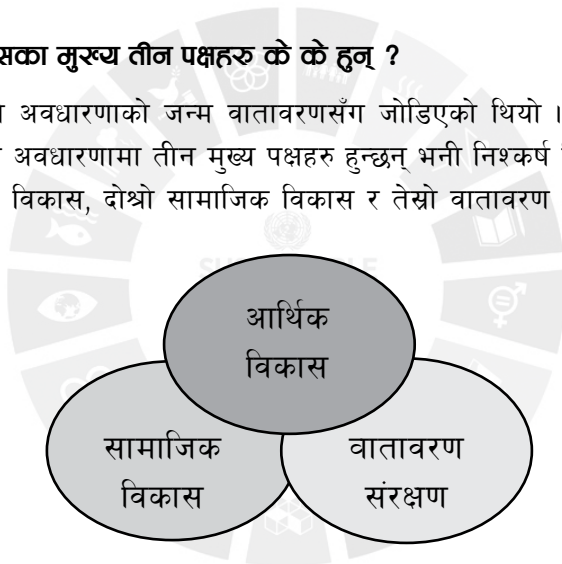 सका मुख्य तीन पक्षहरु के के हुन् ?
अवधारणाको जन्म वातावरणसँग जोडिएको थियो ।
अवधारणामा तीन मुख्य पक्षहरु हुन्छन् भनी निश्कर्ष
विकास, दोश्रो सामाजिक विकास र तेस्रो वातावरण
आर्थिक
विकास
सामाजिक
विकास
वातावरण
संरक्षण